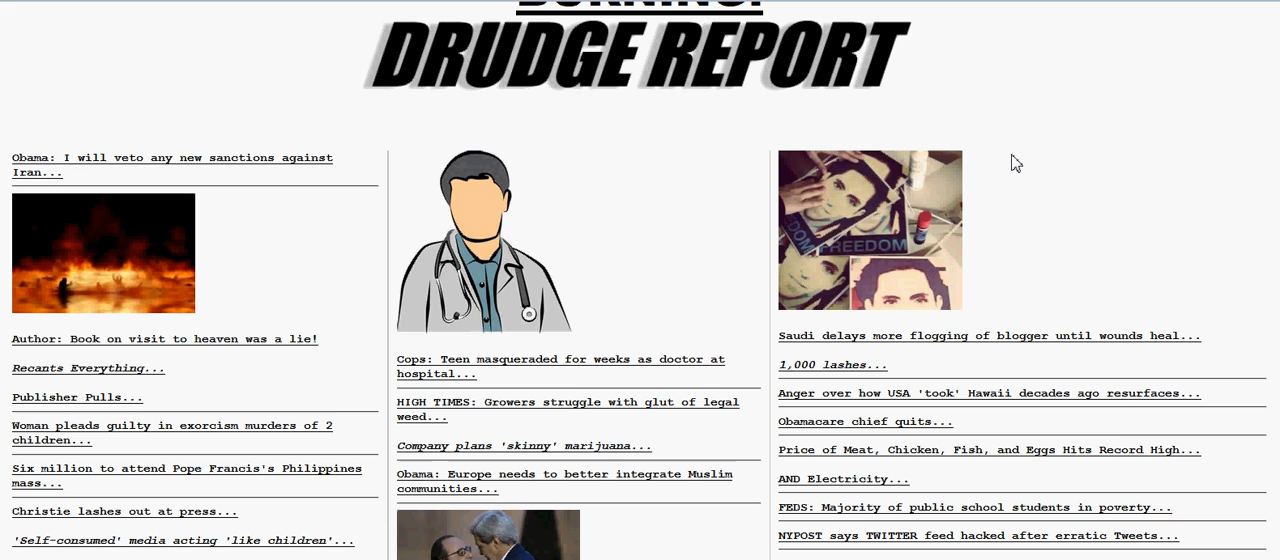 DRUDGE REPORT
Obama: I will veto any new sanctions against
Iran...
Author: Book on visit to heaven was a lie!
Recants Everything...
Publisher Pulls...
Woman pleads guilty in exorcism murders of 2
children...
Six million to attend Pope Francis's Philippines
mass...
Christie lashes out at press...
'Self-consumed' media acting 'like children'...
Cops: Teen masqueraded for weeks as doctor at
hospital...
HIGH TIMES: Growers struggle with glut of legal
weed...
Company plans 'skinny' marijuana...
Obama: Europe needs to better integrate Muslim
communities...
FREEDOM
Saudi delays more flogging of blogger until wounds heal...
1,000 lashes...
Anger over how USA 'took' Hawaii decades ago resurfaces...
Obamacare chief quits...
Price of Meat, Chicken, Fish, and Eggs Hits Record High...
AND Electricity...
FEDS: Majority of public school students in poverty...
NYPOST says TWITTER feed hacked after erratic Tweets...